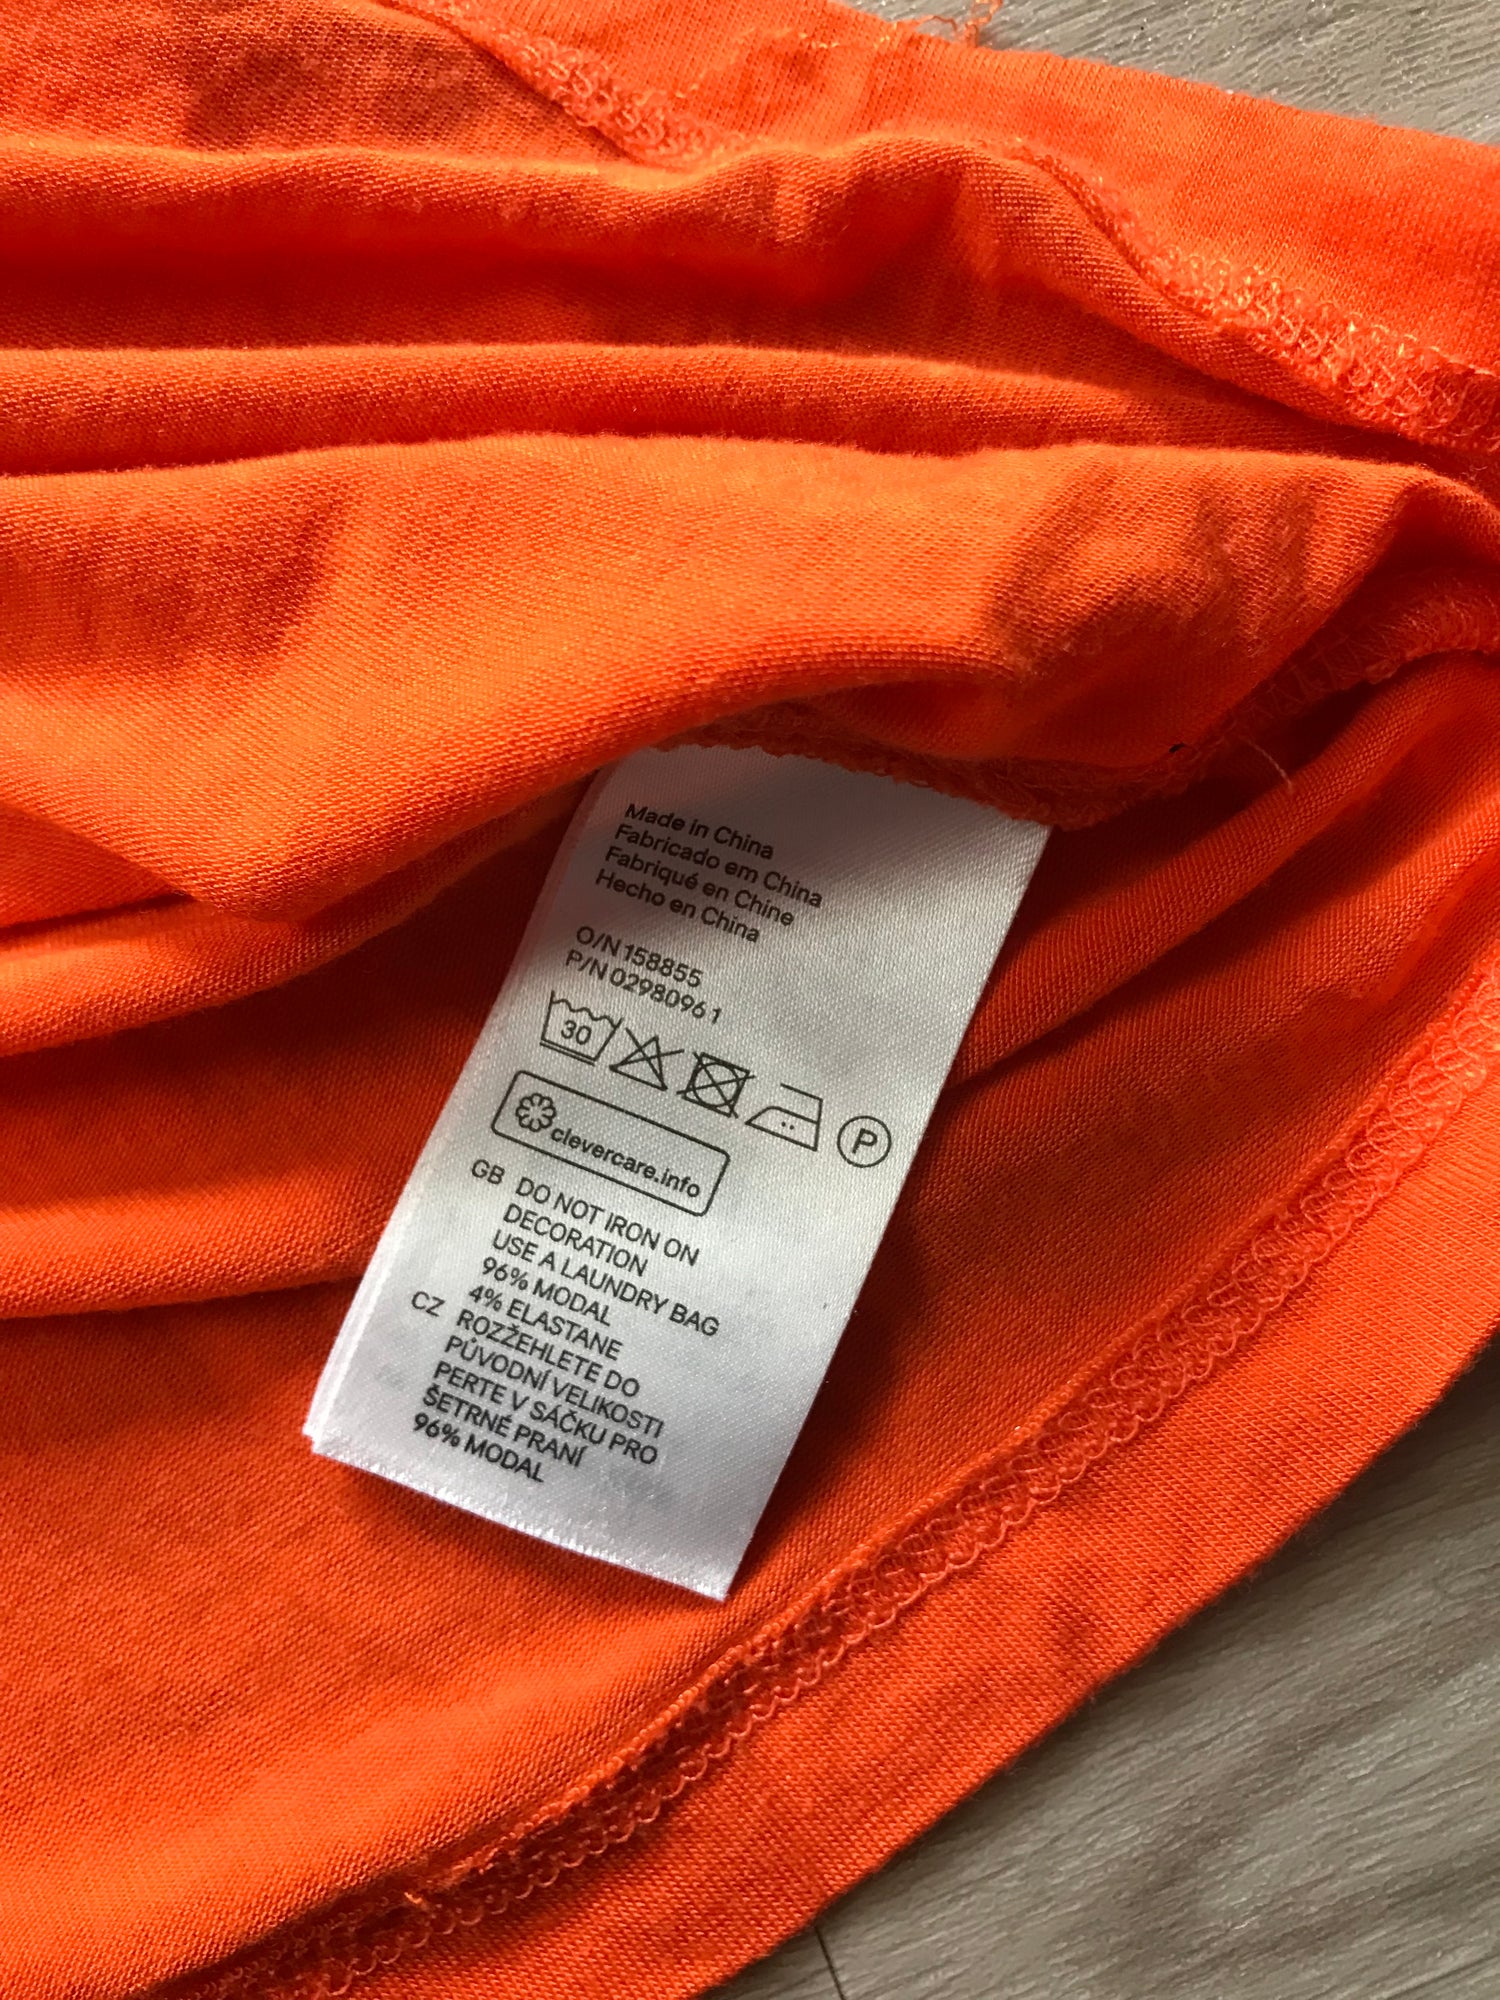 Made in China
Fabricado em China
Fabriqué en Chine
Hecho en China
O/N 158855
P/N 0298096 1
30
P
clevercare.info
GB DO NOT IRON ON
DECORATION
USE A LAUNDRY BAG
96% MODAL
4% ELASTANE
CZ ROZŽEHLETE DO
PŮVODNÍ VELIKOSTI
PERTE V SÁČKU PRO
ŠETRNÉ PRANÍ
96% MODAL